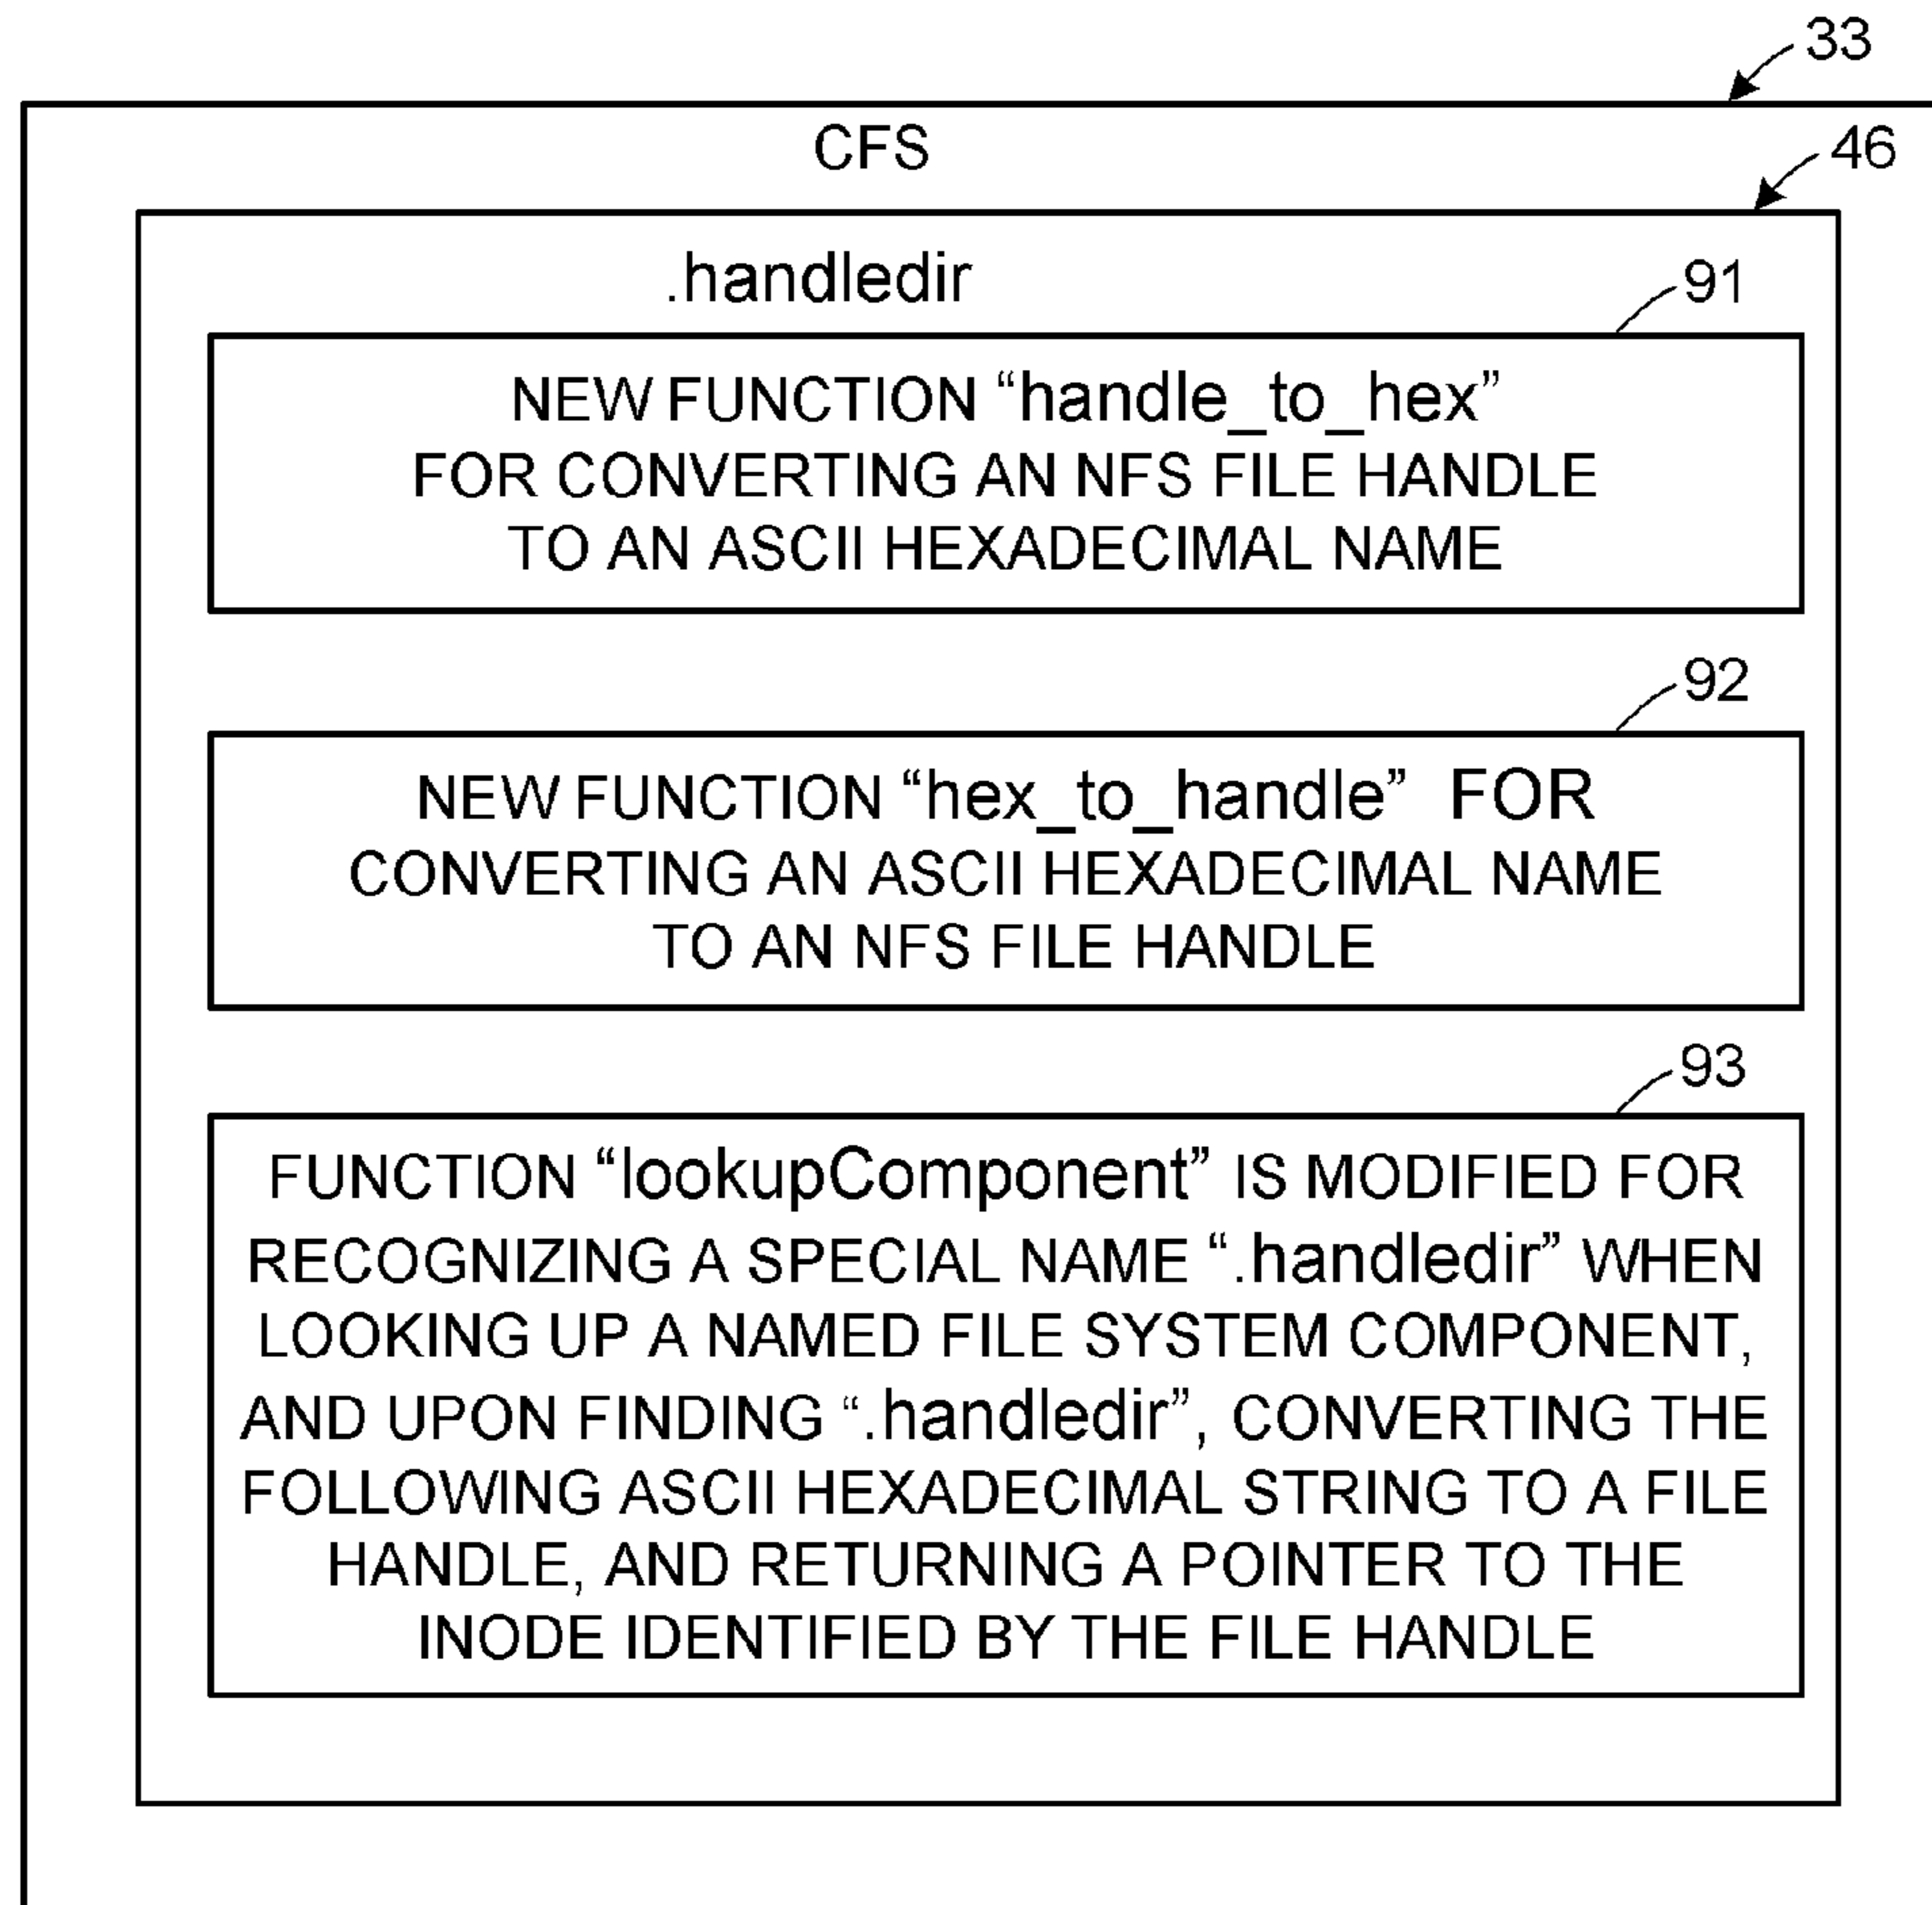 33
CFS
46
.handledir
91
NEW FUNCTION “handle_to_hex”
FOR CONVERTING AN NFS FILE HANDLE
TO AN ASCII HEXADECIMAL NAME
92
NEW FUNCTION “hex_to_handle” FOR
CONVERTING AN ASCII HEXADECIMAL NAME
TO AN NFS FILE HANDLE
93
FUNCTION “lookupComponent” IS MODIFIED FOR
RECOGNIZING A SPECIAL NAME “.handledir” WHEN
LOOKING UP A NAMED FILE SYSTEM COMPONENT,
AND UPON FINDING “.handledir”, CONVERTING THE
FOLLOWING ASCII HEXADECIMAL STRING TO A FILE
HANDLE, AND RETURNING A POINTER TO THE
INODE IDENTIFIED BY THE FILE HANDLE